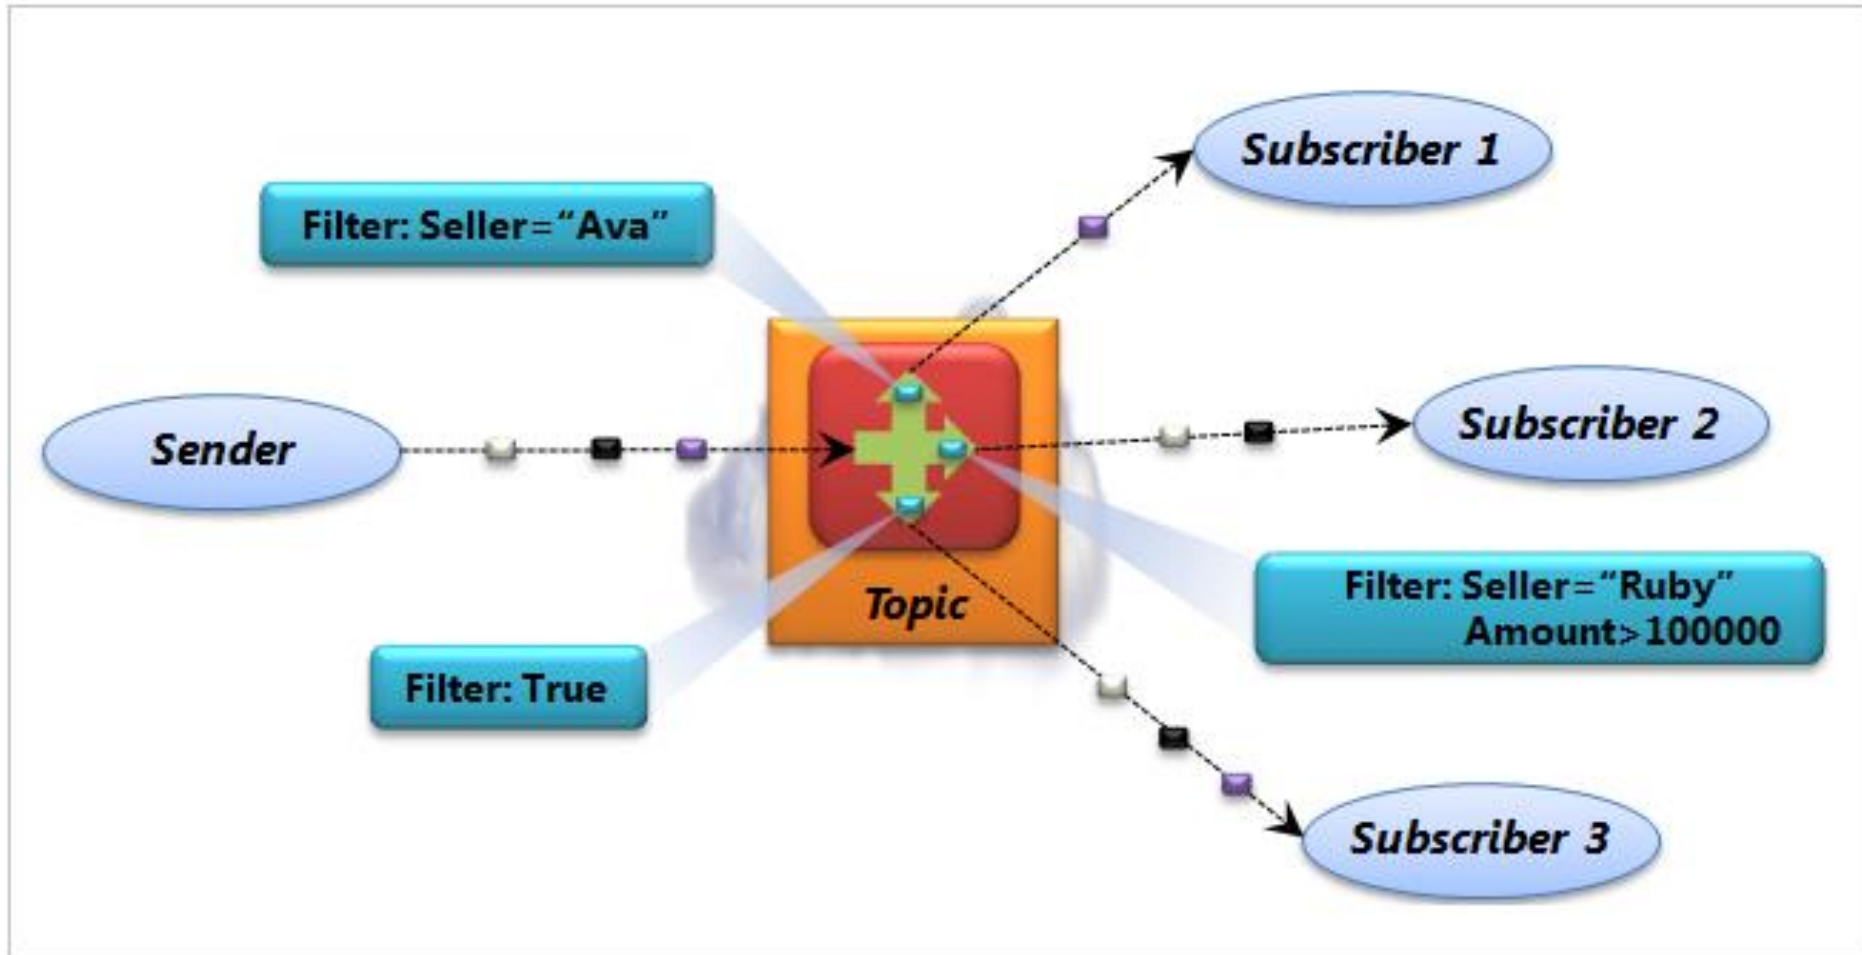 Subscriber 1
Filter: Seller=“Ava”
Sender
Subscriber 2
Filter: Seller=“Ruby”
Amount>100000
Topic
Filter: True
Subscriber 3